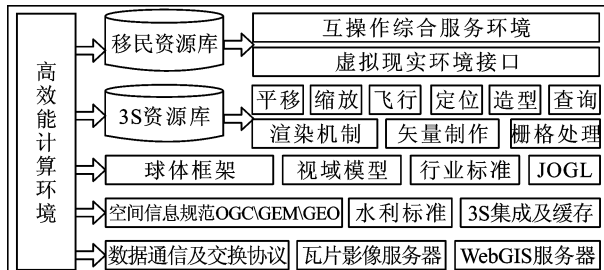 高效能计算环境
移民资源库
互操作综合服务环境
虚拟现实环境接口
3S资源库
平移 缩放 飞行 定位 造型 查询
渲染机制 矢量制作 栅格处理
球体框架 视域模型 行业标准 JOGL
空间信息规范OGC\GEM\GEO 水利标准 3S集成及缓存
数据通信及交换协议 瓦片影像服务器 WebGIS服务器